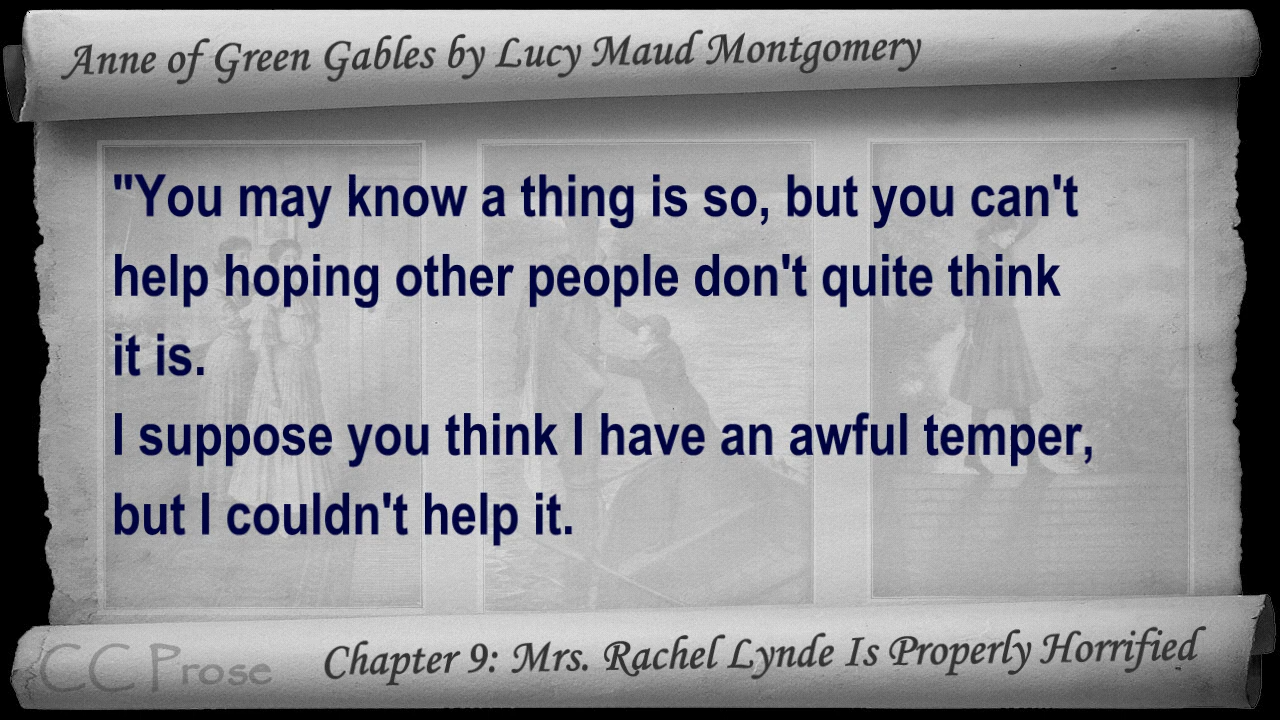 Anne of Green Gables by Lucy Maud Montgomery
"You may know a thing is so, but you can't
help hoping other people don't quite think
it is.
I suppose you think I have an awful temper,
but I couldn't help it.
CC Prose
Chapter 9: Mrs. Rachel Lynde Is Properly Horrified